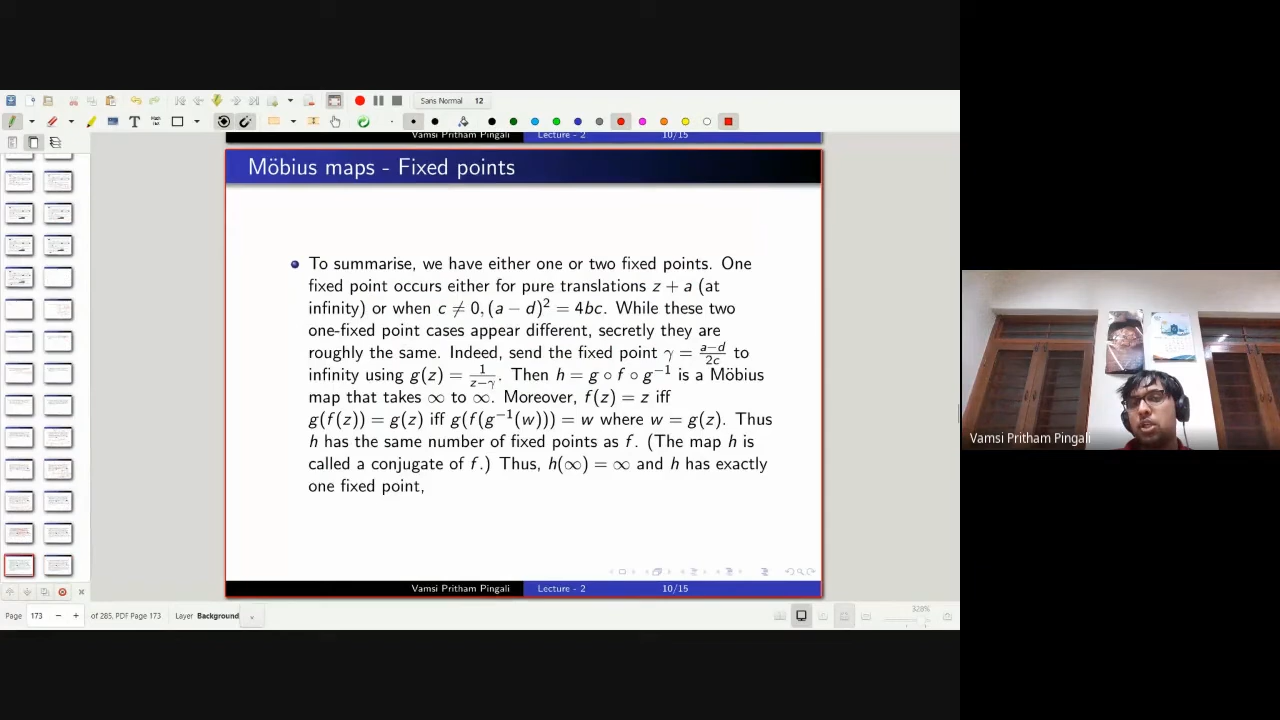 Sans Normal 12
Vamsi Pritham Pingali Lecture - 2 10/15
Möbius maps - Fixed points
To summarise, we have either one or two fixed points. One
fixed point occurs either for pure translations z + a (at
infinity) or when c ≠ 0, (a − d)² = 4bc. While these two
one-fixed point cases appear different, secretly they are
roughly the same. Indeed, send the fixed point γ = a−d/2c to
infinity using g(z) = 1/z−γ. Then h = g ∘ f ∘ g⁻¹ is a Möbius
map that takes ∞ to ∞. Moreover, f(z) = z iff
g(f(z)) = g(z) iff g(f(g⁻¹(w))) = w where w = g(z). Thus
h has the same number of fixed points as f. (The map h is
called a conjugate of f.) Thus, h(∞) = ∞ and h has exactly
one fixed point,
Vamsi Pritham Pingali Lecture - 2 10/15
Page 173 − + of 285, PDF Page 173 Layer Background
328%
Vamsi Pritham Pingali